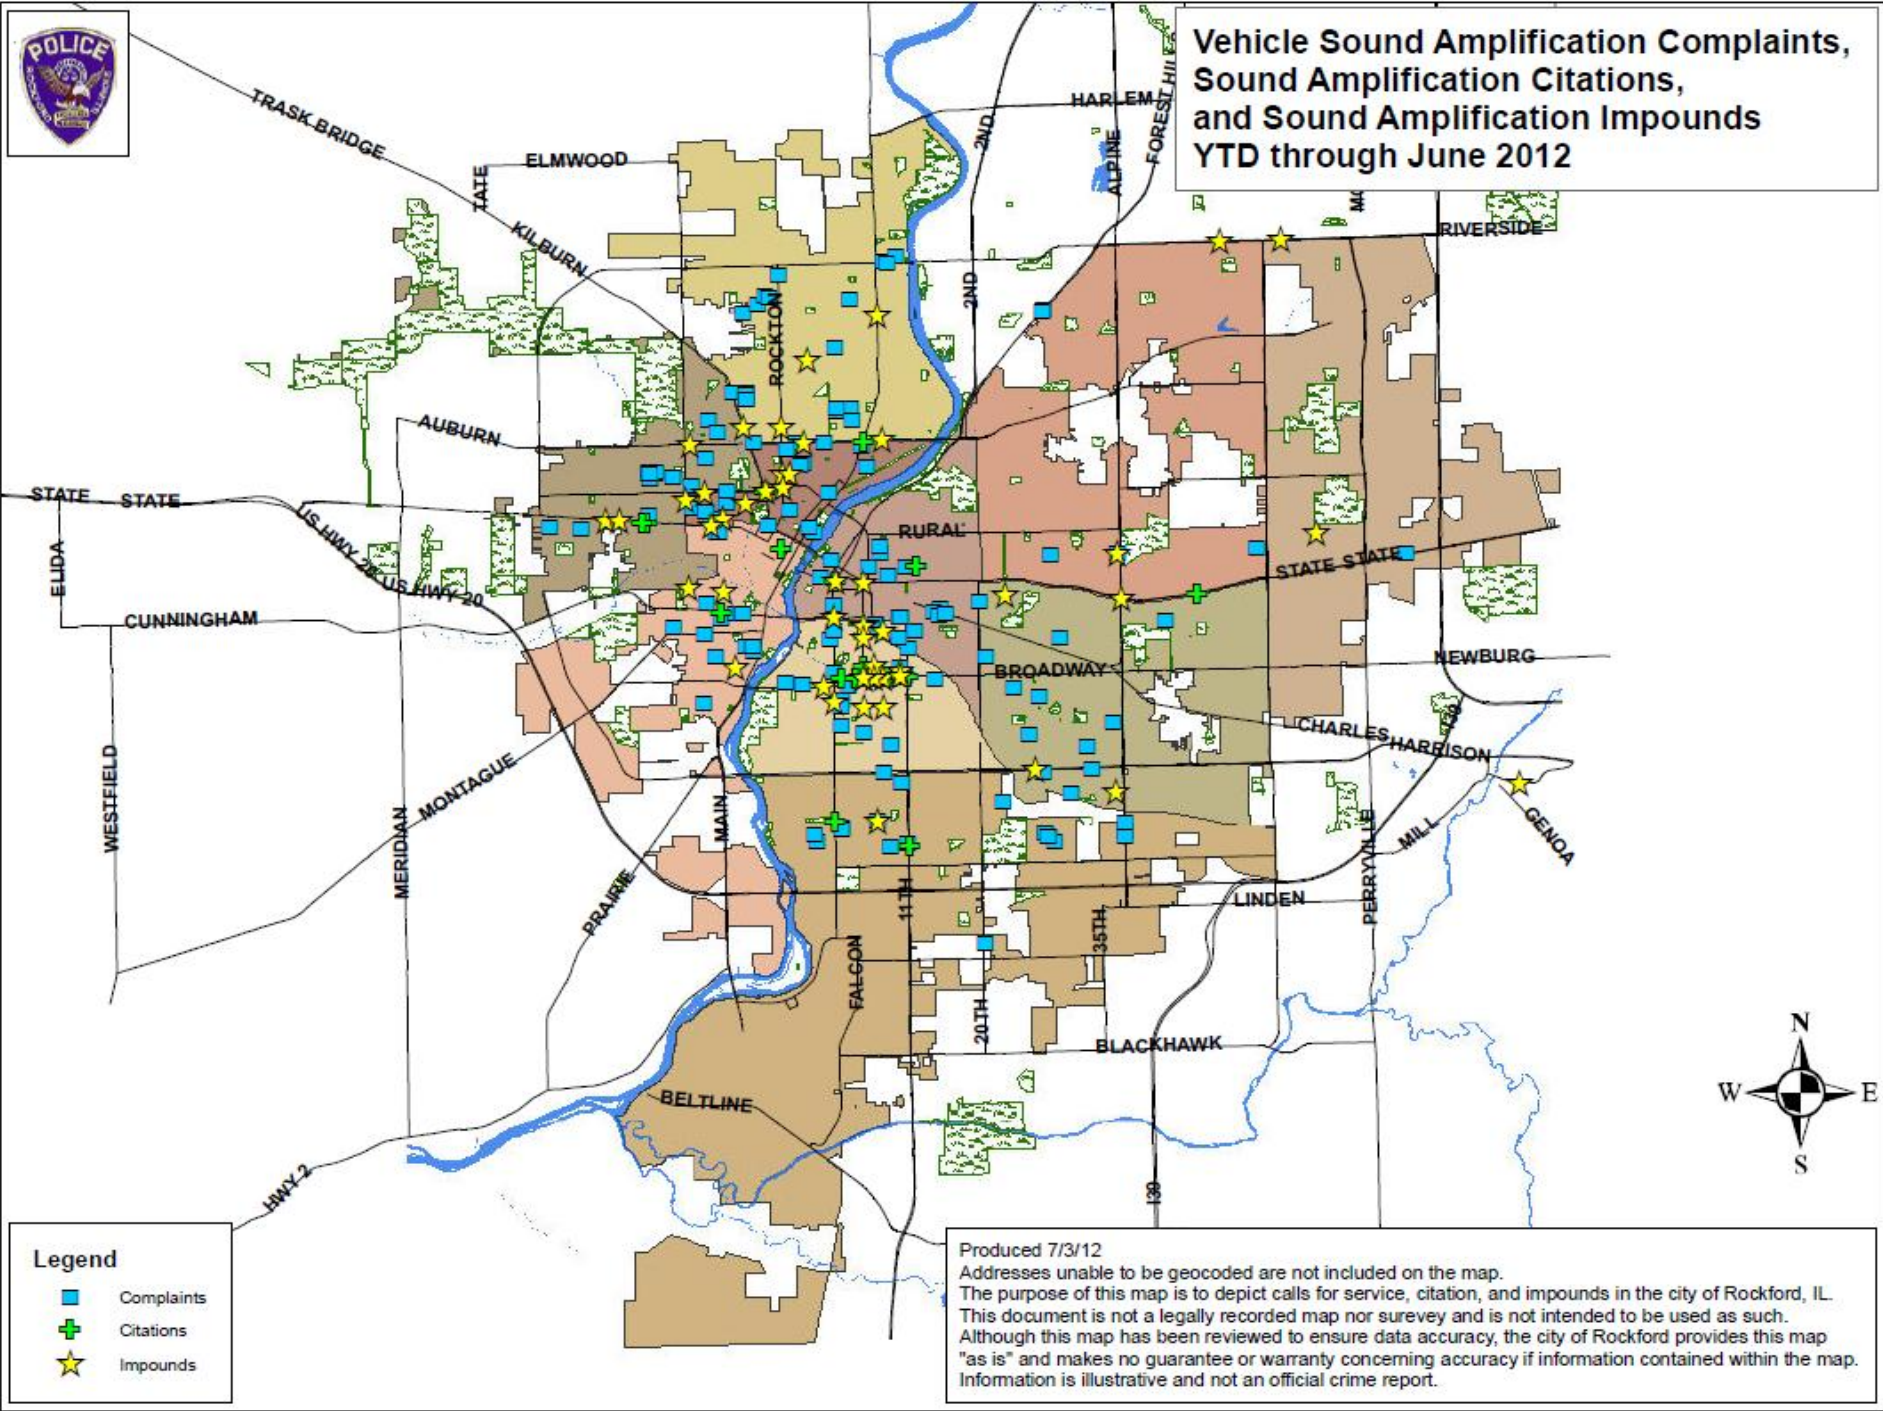 POLICE
ROCKFORD
ILLINOIS
Vehicle Sound Amplification Complaints,
Sound Amplification Citations,
and Sound Amplification Impounds
YTD through June 2012
HARLEM
FOREST HIL
2ND
ALPINE
TRASK BRIDGE
ELMWOOD
TATE
KILBURN
RIVERSIDE
2ND
ROCKTON
AUBURN
STATE
STATE
US HWY 20
US HWY 20
RURAL
STATE
STATE
ELIDA
CUNNINGHAM
BROADWAY
NEWBURG
I39
CHARLES
HARRISON
WESTFIELD
MONTAGUE
MERIDIAN
MAIN
PRAIRIE
MILL
GENOA
PERRYVILLE
LINDEN
11TH
35TH
FALCON
20TH
BLACKHAWK
BELTLINE
HWY 2
I39
N
W
E
S
Legend
Complaints
Citations
Impounds
Produced 7/3/12
Addresses unable to be geocoded are not included on the map.
The purpose of this map is to depict calls for service, citation, and impounds in the city of Rockford, IL.
This document is not a legally recorded map nor surevey and is not intended to be used as such.
Although this map has been reviewed to ensure data accuracy, the city of Rockford provides this map
"as is" and makes no guarantee or warranty concerning accuracy if information contained within the map.
Information is illustrative and not an official crime report.